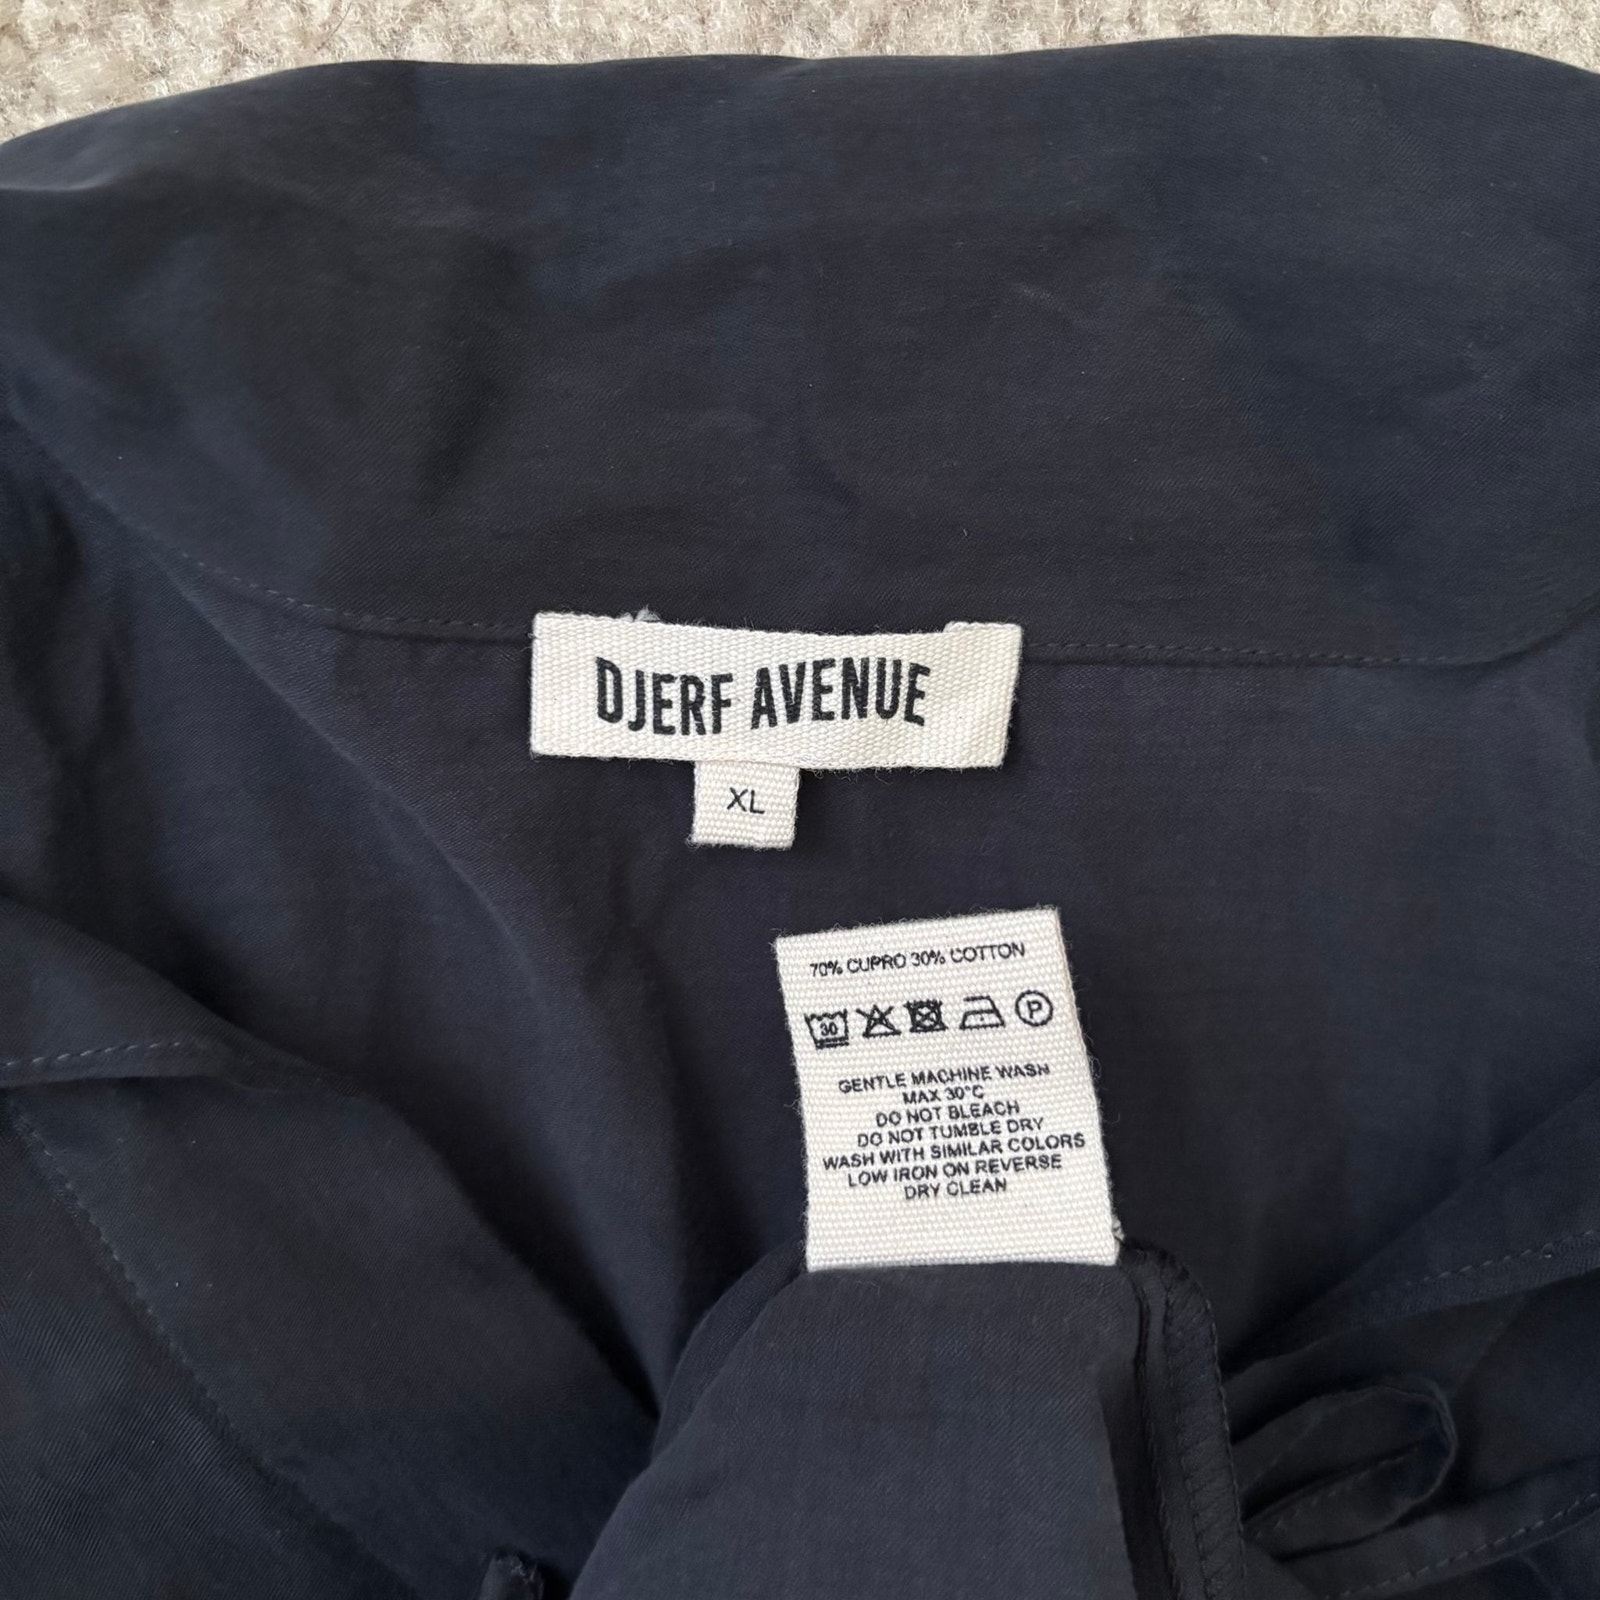 DJERF AVENUE
XL
70% CUPRO 30% COTTON
30 P
GENTLE MACHINE WASH
MAX 30°C
DO NOT BLEACH
DO NOT TUMBLE DRY
WASH WITH SIMILAR COLORS
LOW IRON ON REVERSE
DRY CLEAN